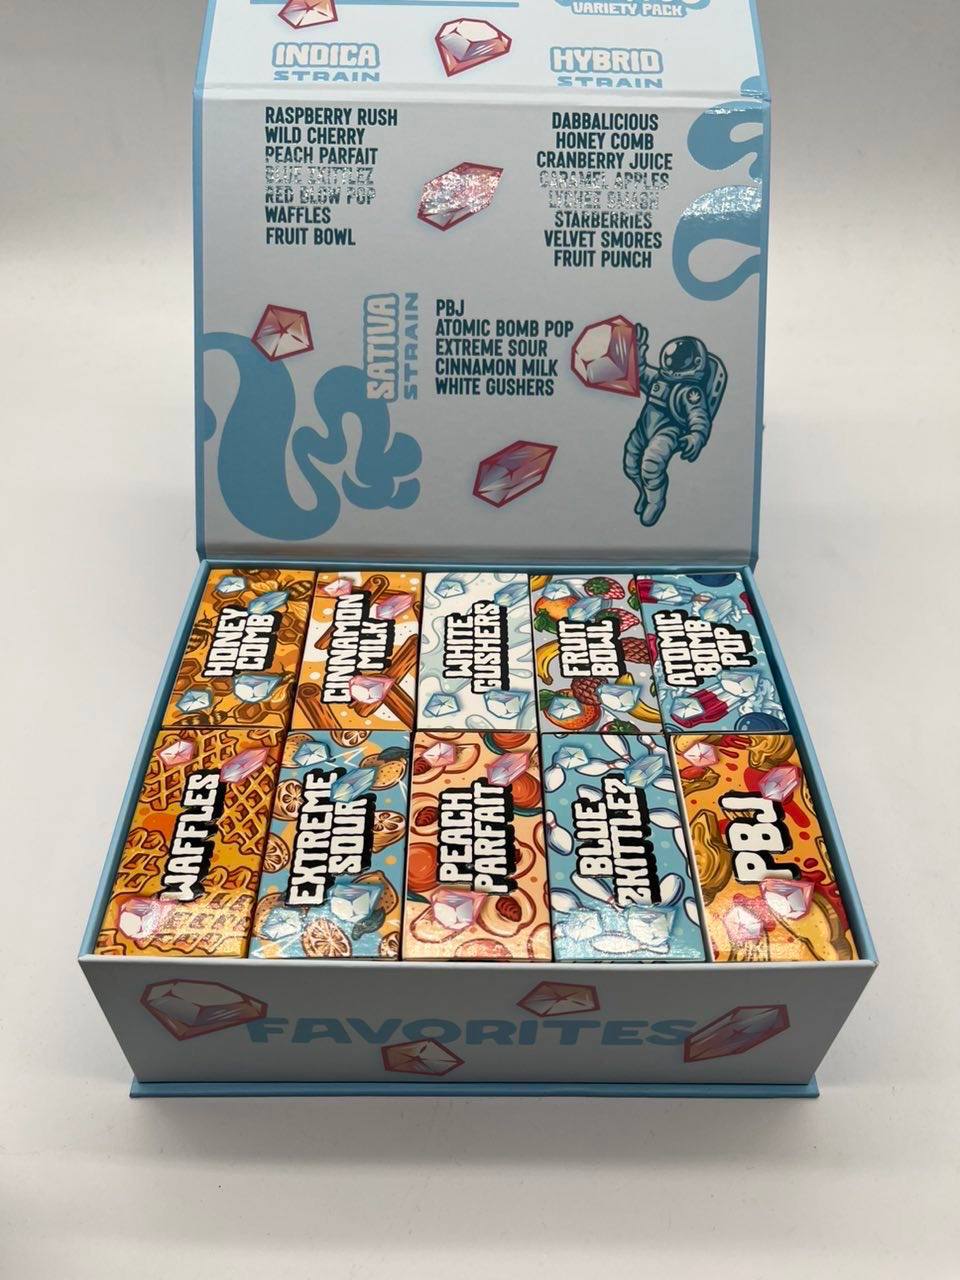 VARIETY PACK
INDICA
STRAIN
RASPBERRY RUSH
WILD CHERRY
PEACH PARFAIT
BLUE ZKITTLEZ
RED BLOW POP
WAFFLES
FRUIT BOWL
HYBRID
STRAIN
DABBALICIOUS
HONEY COMB
CRANBERRY JUICE
CARAMEL APPLES
LYCHEE SMASH
STARBERRIES
VELVET SMORES
FRUIT PUNCH
SATIVA
STRAIN
PBJ
ATOMIC BOMB POP
EXTREME SOUR
CINNAMON MILK
WHITE GUSHERS
HONEY
COMB
CINNAMON
MILK
WHITE
GUSHERS
FRUIT
BOWL
ATOMIC
BOMB
POP
WAFFLES
EXTREME
SOUR
PEACH
PARFAIT
BLUE
ZKITTLEZ
PBJ
FAVORITES